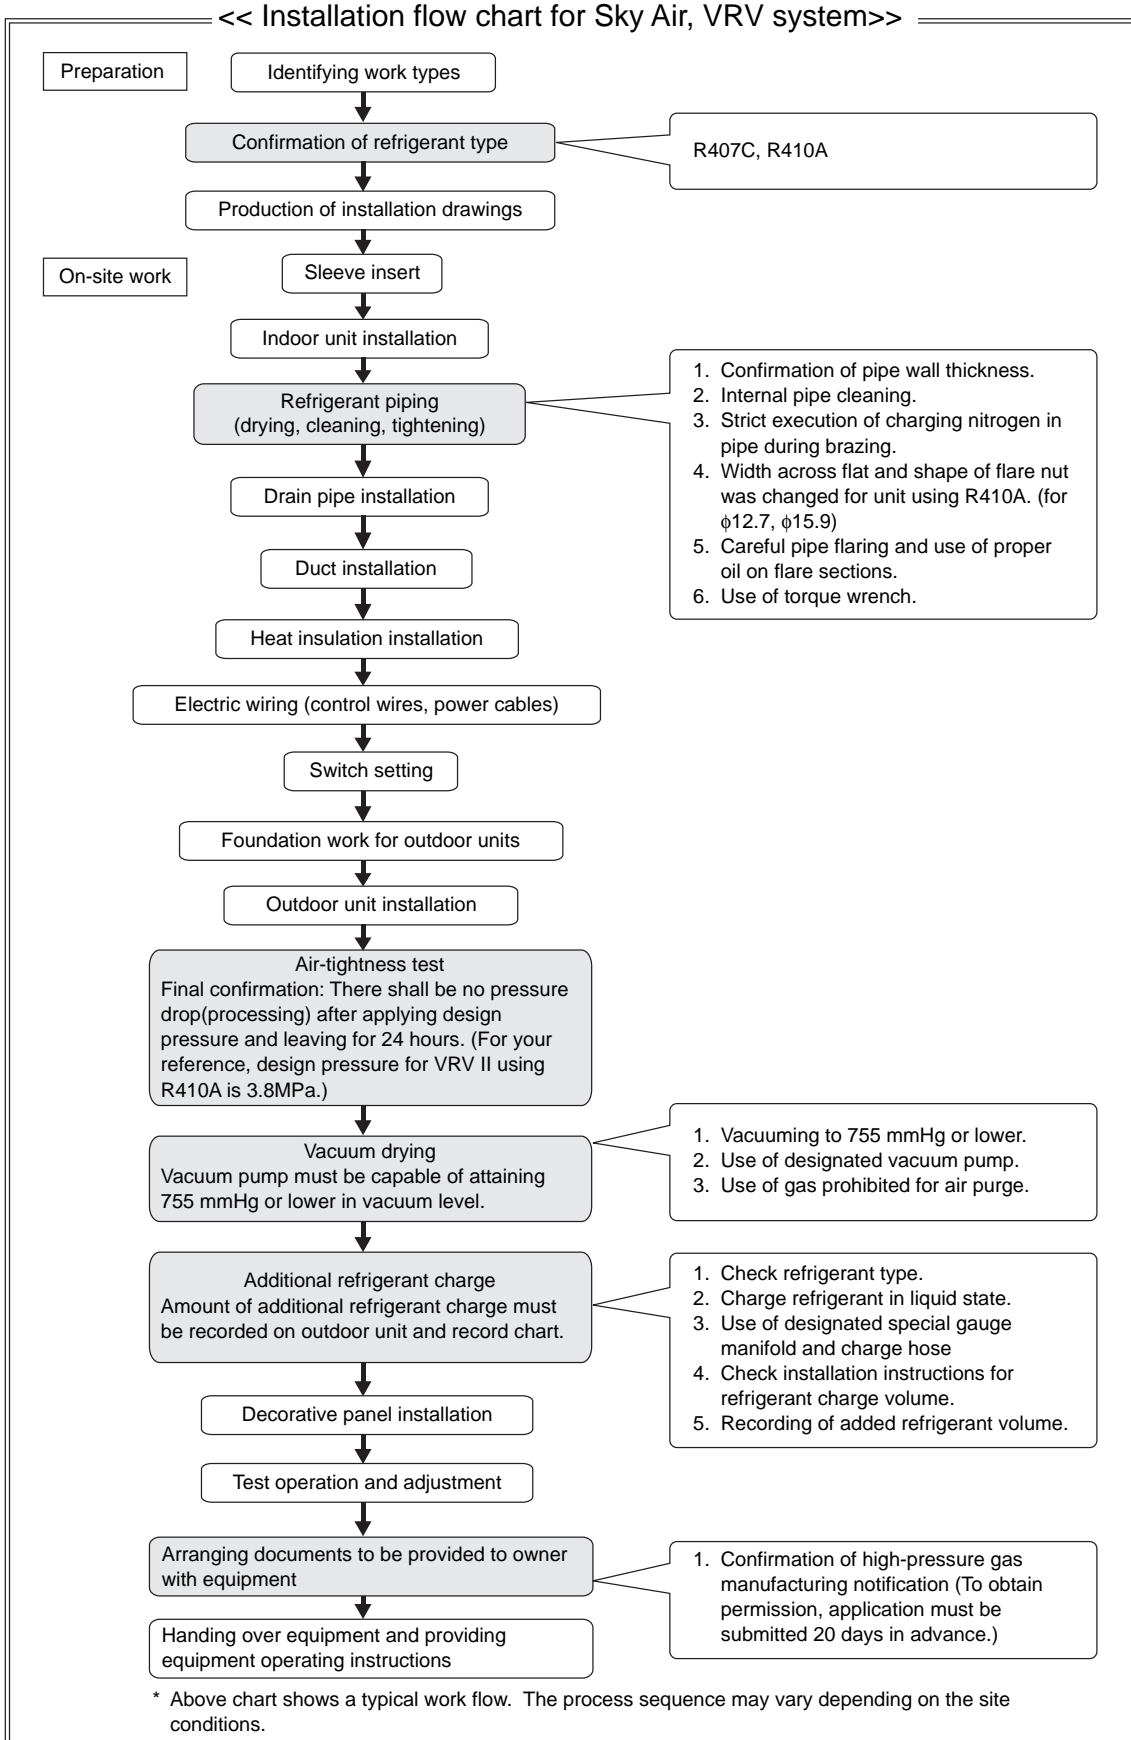 << Installation flow chart for Sky Air, VRV system>>
Preparation
Identifying work types
Confirmation of refrigerant type
R407C, R410A
Production of installation drawings
On-site work
Sleeve insert
Indoor unit installation
Refrigerant piping
(drying, cleaning, tightening)
1. Confirmation of pipe wall thickness.
2. Internal pipe cleaning.
3. Strict execution of charging nitrogen in
pipe during brazing.
4. Width across flat and shape of flare nut
was changed for unit using R410A. (for
ϕ12.7, ϕ15.9)
5. Careful pipe flaring and use of proper
oil on flare sections.
6. Use of torque wrench.
Drain pipe installation
Duct installation
Heat insulation installation
Electric wiring (control wires, power cables)
Switch setting
Foundation work for outdoor units
Outdoor unit installation
Air-tightness test
Final confirmation: There shall be no pressure
drop(processing) after applying design
pressure and leaving for 24 hours. (For your
reference, design pressure for VRV II using
R410A is 3.8MPa.)
Vacuum drying
Vacuum pump must be capable of attaining
755 mmHg or lower in vacuum level.
1. Vacuuming to 755 mmHg or lower.
2. Use of designated vacuum pump.
3. Use of gas prohibited for air purge.
Additional refrigerant charge
Amount of additional refrigerant charge must
be recorded on outdoor unit and record chart.
1. Check refrigerant type.
2. Charge refrigerant in liquid state.
3. Use of designated special gauge
manifold and charge hose
4. Check installation instructions for
refrigerant charge volume.
5. Recording of added refrigerant volume.
Decorative panel installation
Test operation and adjustment
Arranging documents to be provided to owner
with equipment
1. Confirmation of high-pressure gas
manufacturing notification (To obtain
permission, application must be
submitted 20 days in advance.)
Handing over equipment and providing
equipment operating instructions
* Above chart shows a typical work flow. The process sequence may vary depending on the site
conditions.